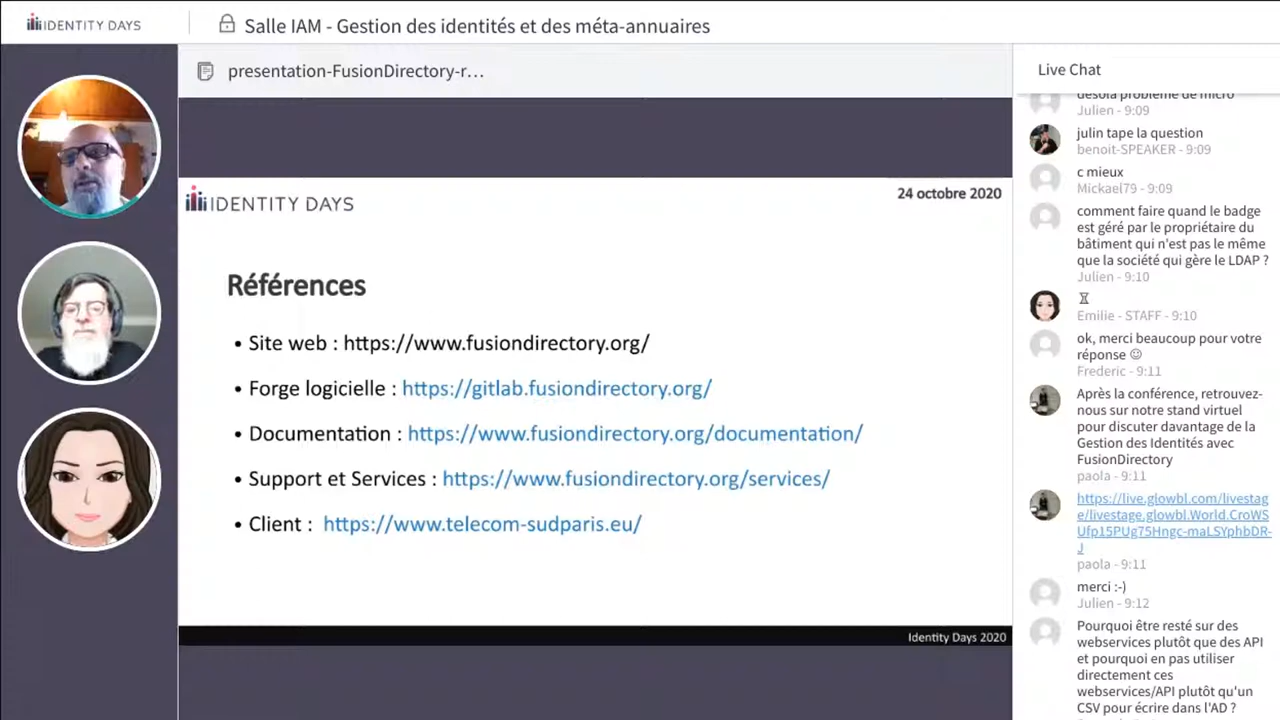 IDENTITY DAYS
Salle IAM - Gestion des identités et des méta-annuaires
presentation-FusionDirectory-r…
IDENTITY DAYS
24 octobre 2020
Références
• Site web : https://www.fusiondirectory.org/
• Forge logicielle : https://gitlab.fusiondirectory.org/
• Documentation : https://www.fusiondirectory.org/documentation/
• Support et Services : https://www.fusiondirectory.org/services/
• Client : https://www.telecom-sudparis.eu/
Identity Days 2020
Live Chat
desola probleme de micro
Julien - 9:09
julin tape la question
benoit-SPEAKER - 9:09
c mieux
Mickael79 - 9:09
comment faire quand le badge
est géré par le propriétaire du
bâtiment qui n'est pas le même
que la société qui gère le LDAP ?
Julien - 9:10
⌛
Emilie - STAFF - 9:10
ok, merci beaucoup pour votre
réponse ☺
Frederic - 9:11
Après la conférence, retrouvez-
nous sur notre stand virtuel
pour discuter davantage de la
Gestion des Identités avec
FusionDirectory
paola - 9:11
https://live.glowbl.com/livestag
e/livestage.glowbl.World.CroWS
Ufp15PUg75Hngc-maLSYphbDR-
J
paola - 9:11
merci :-)
Julien - 9:12
Pourquoi être resté sur des
webservices plutôt que des API
et pourquoi en pas utiliser
directement ces
webservices/API plutôt qu'un
CSV pour écrire dans l'AD ?